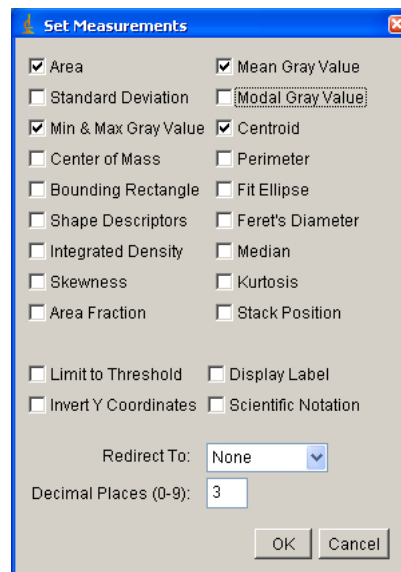 Set Measurements
Area Mean Gray Value
Standard Deviation Modal Gray Value
Min & Max Gray Value Centroid
Center of Mass Perimeter
Bounding Rectangle Fit Ellipse
Shape Descriptors Feret's Diameter
Integrated Density Median
Skewness Kurtosis
Area Fraction Stack Position
Limit to Threshold Display Label
Invert Y Coordinates Scientific Notation
Redirect To: None
Decimal Places (0-9): 3
OK Cancel